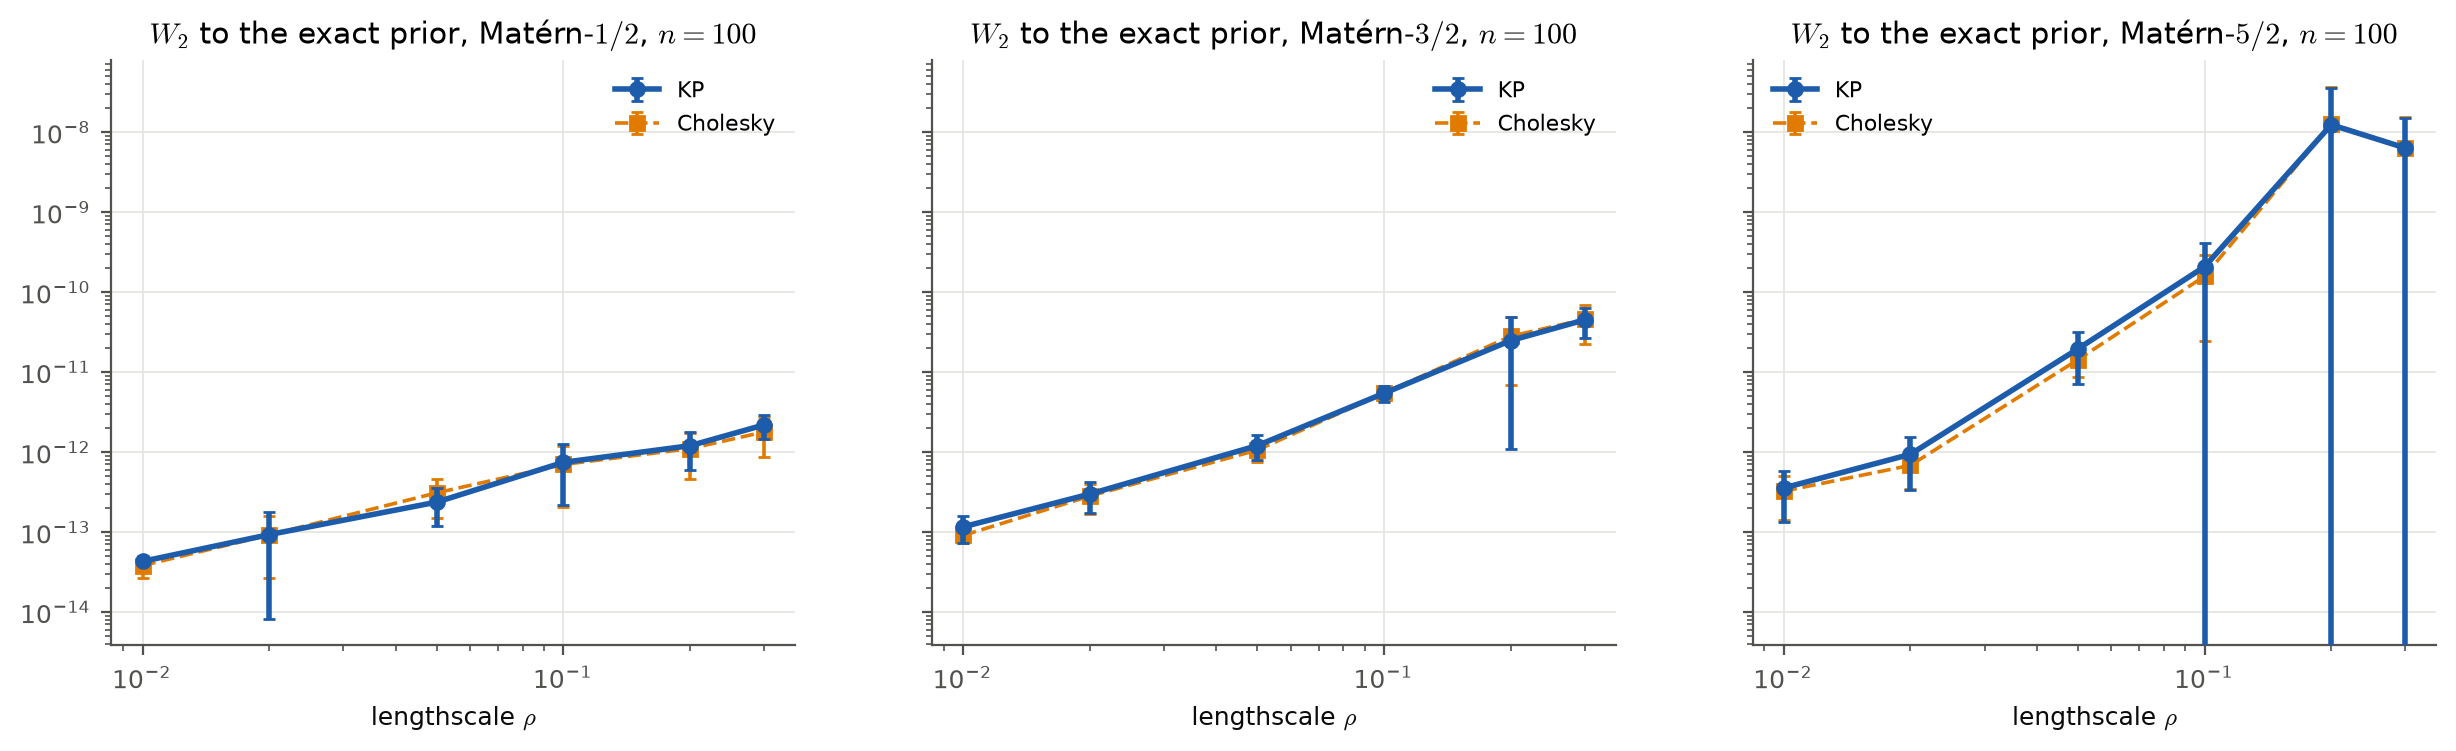 W₂ to the exact prior, Matérn-1/2, n = 100
KP
Cholesky
10⁻⁸
10⁻⁹
10⁻¹⁰
10⁻¹¹
10⁻¹²
10⁻¹³
10⁻¹⁴
10⁻² 10⁻¹
lengthscale ρ
W₂ to the exact prior, Matérn-3/2, n = 100
KP
Cholesky
10⁻² 10⁻¹
lengthscale ρ
W₂ to the exact prior, Matérn-5/2, n = 100
KP
Cholesky
10⁻² 10⁻¹
lengthscale ρ